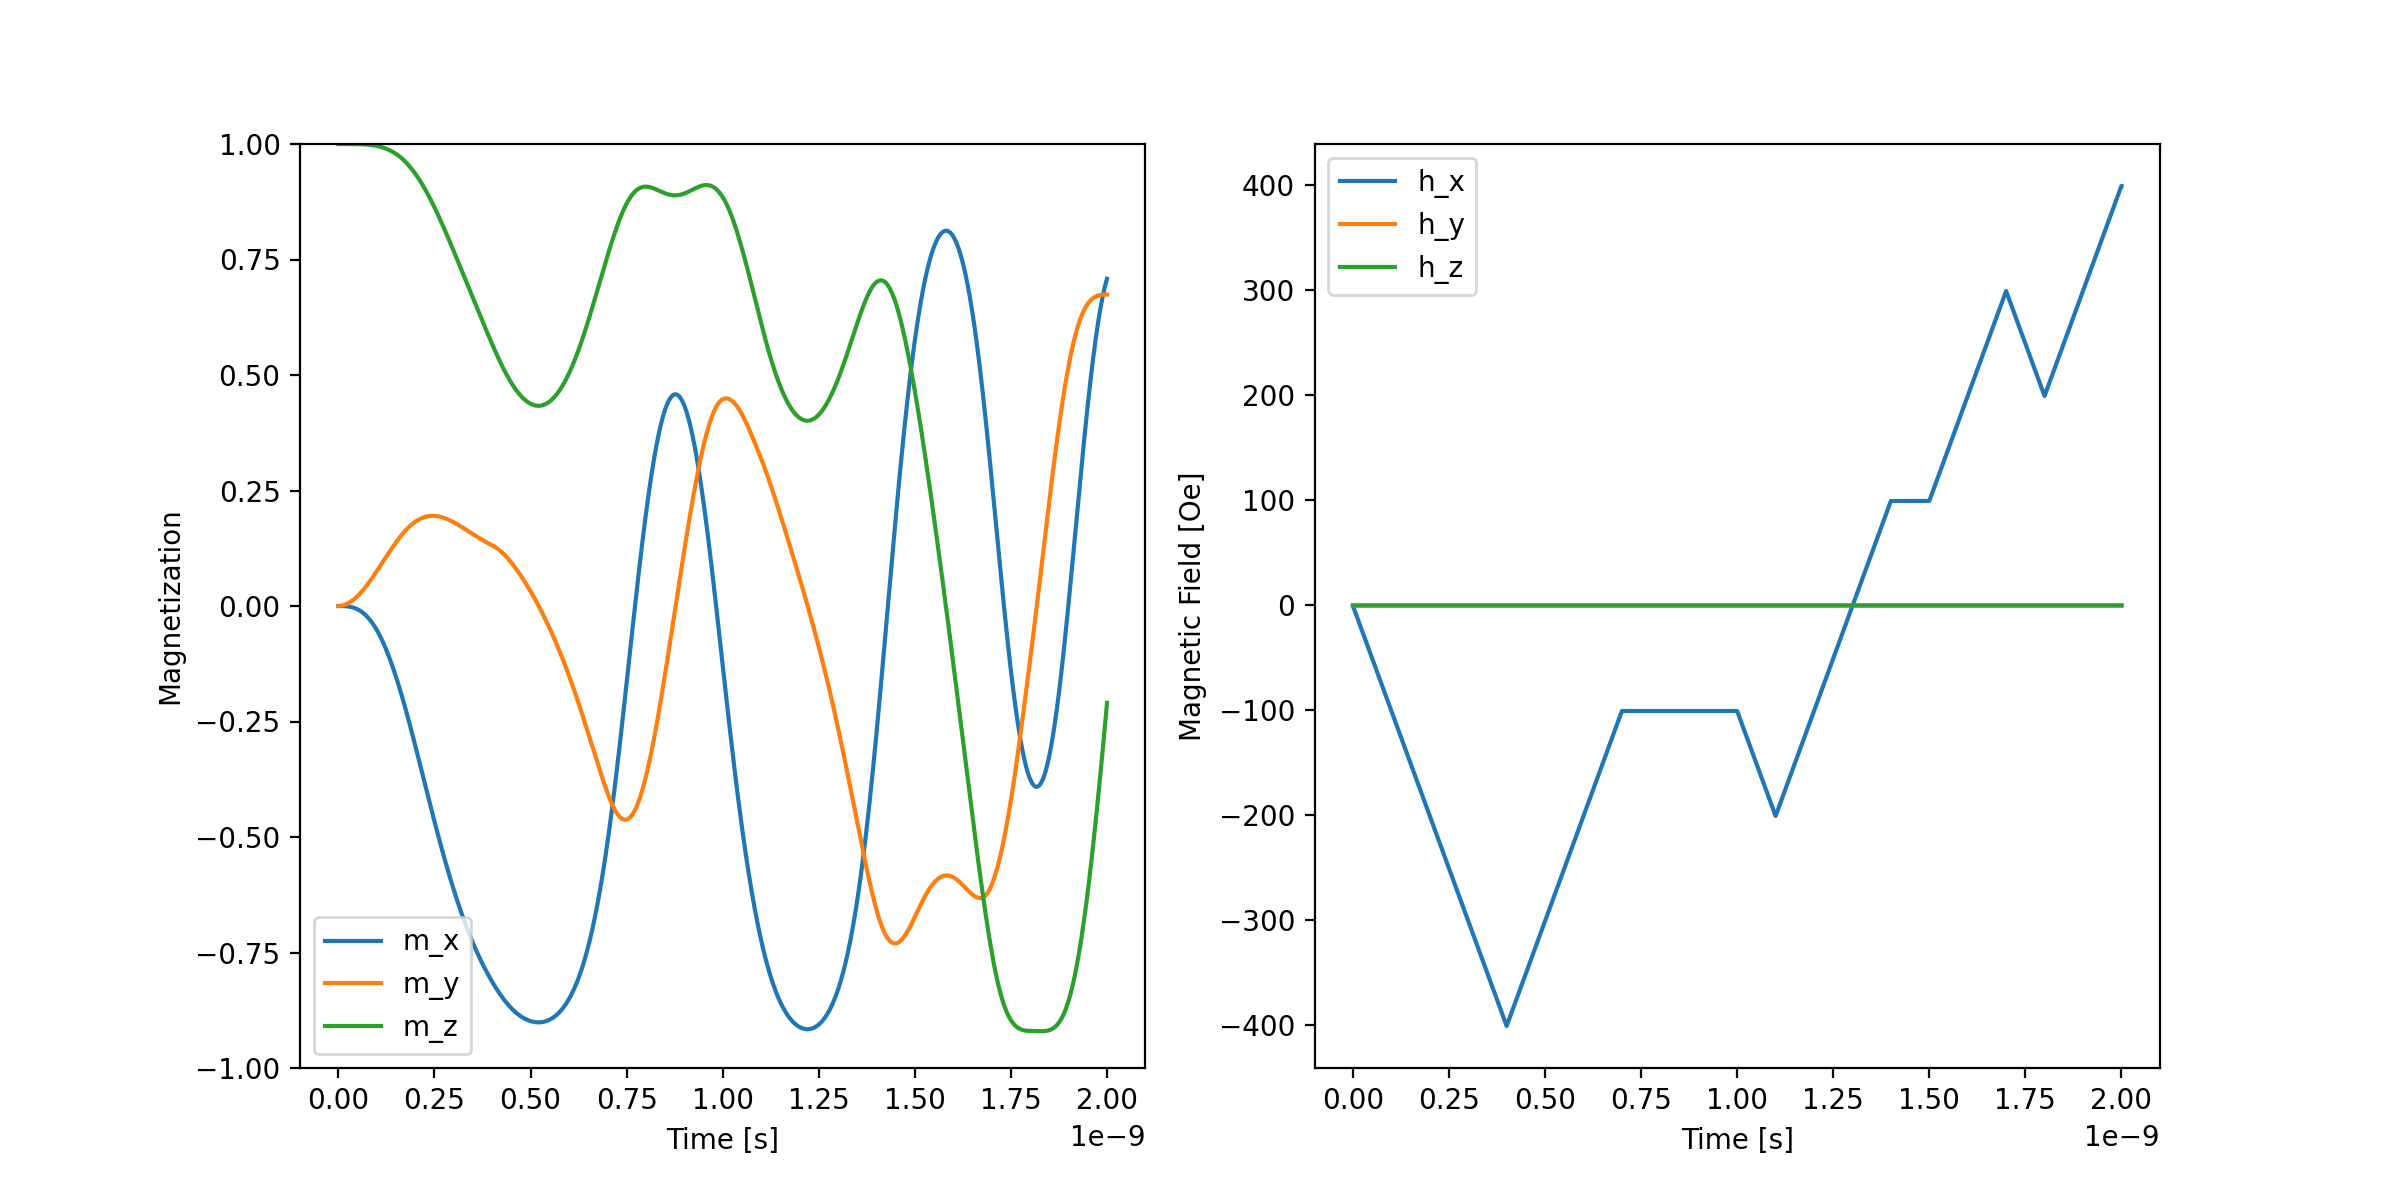 1.00
0.75
0.50
0.25
0.00
−0.25
−0.50
−0.75
−1.00
Magnetization
m_x
m_y
m_z
0.00 0.25 0.50 0.75 1.00 1.25 1.50 1.75 2.00
Time [s]
1e−9
400
300
200
100
0
−100
−200
−300
−400
Magnetic Field [Oe]
h_x
h_y
h_z
0.00 0.25 0.50 0.75 1.00 1.25 1.50 1.75 2.00
Time [s]
1e−9